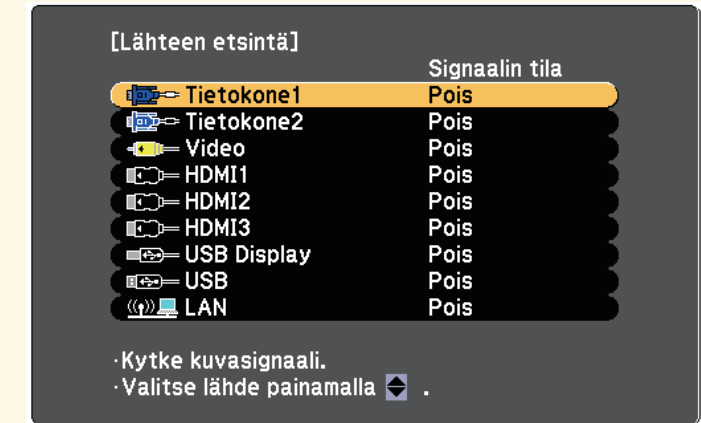 [Lähteen etsintä]
Signaalin tila
Tietokone1 Pois
Tietokone2 Pois
Video Pois
HDMI1 Pois
HDMI2 Pois
HDMI3 Pois
USB Display Pois
USB Pois
LAN Pois
·Kytke kuvasignaali.
·Valitse lähde painamalla .